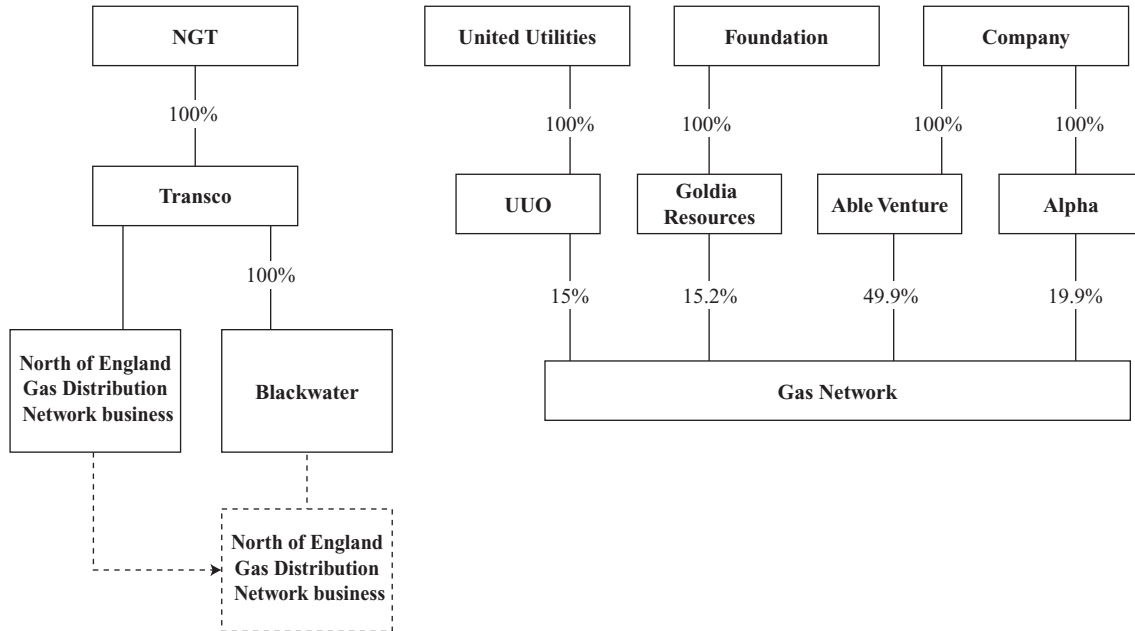 NGT
United Utilities
Foundation
Company
100%
100%
100%
100%
100%
Transco
UUO
Goldia
Resources
Able Venture
Alpha
100%
15%
15.2%
49.9%
19.9%
North of England
Gas Distribution
Network business
Blackwater
Gas Network
North of England
Gas Distribution
Network business